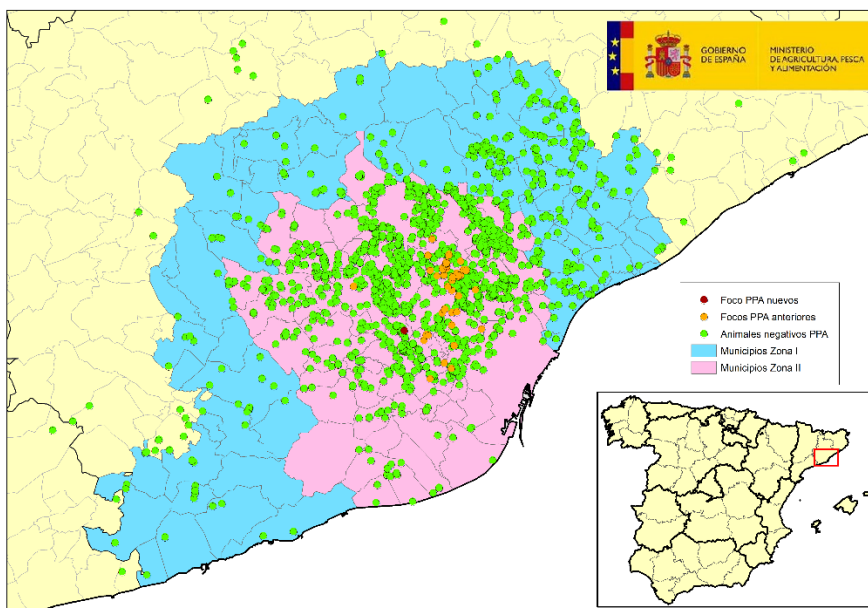 GOBIERNO
DE ESPAÑA
MINISTERIO
DE AGRICULTURA, PESCA
Y ALIMENTACIÓN
Foco PPA nuevos
Focos PPA anteriores
Animales negativos PPA
Municipios Zona I
Municipios Zona II